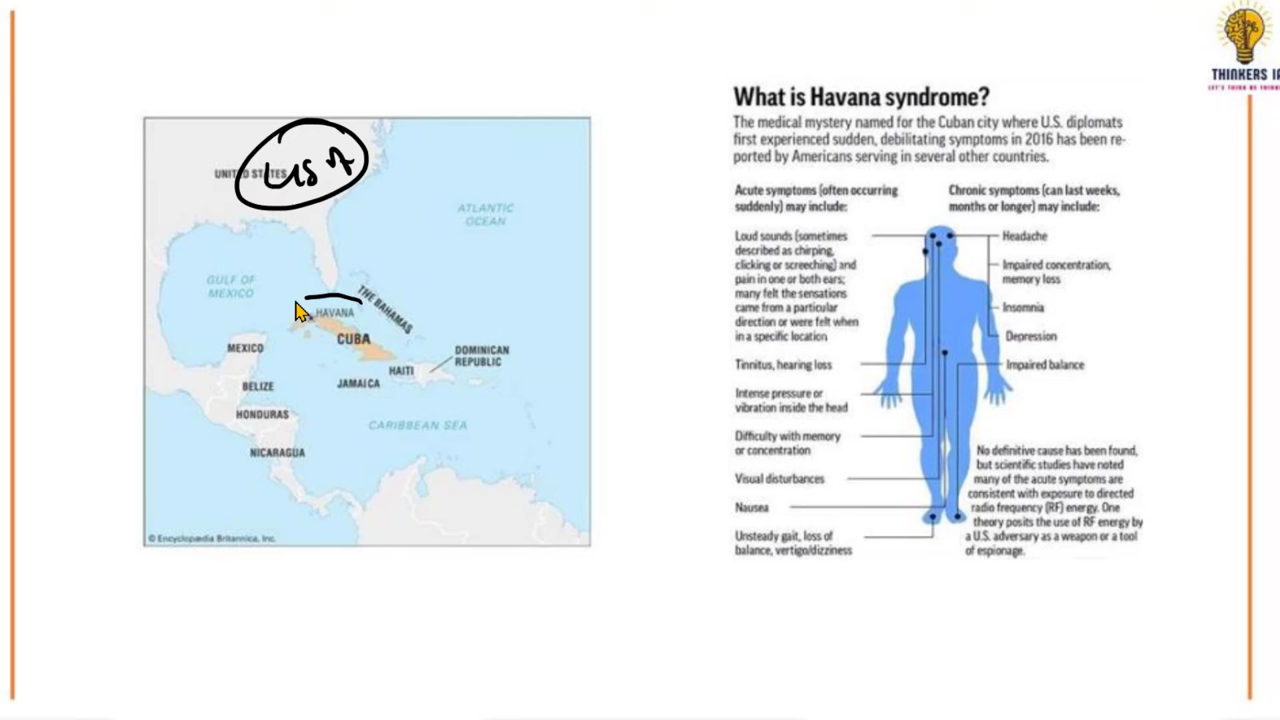 THINKERS IA
LET'S THINK BE THINK
UNITED STATES
USA
ATLANTIC
OCEAN
GULF OF
MEXICO
THE BAHAMAS
HAVANA
CUBA
MEXICO
DOMINICAN
REPUBLIC
HAITI
JAMAICA
BELIZE
HONDURAS
CARIBBEAN SEA
NICARAGUA
© Encyclopædia Britannica, Inc.
What is Havana syndrome?
The medical mystery named for the Cuban city where U.S. diplomats
first experienced sudden, debilitating symptoms in 2016 has been re-
ported by Americans serving in several other countries.
Acute symptoms (often occurring
suddenly) may include:
Loud sounds (sometimes
described as chirping,
clicking or screeching) and
pain in one or both ears;
many felt the sensations
came from a particular
direction or were felt when
in a specific location
Tinnitus, hearing loss
Intense pressure or
vibration inside the head
Difficulty with memory
or concentration
Visual disturbances
Nausea
Unsteady gait, loss of
balance, vertigo/dizziness
Chronic symptoms (can last weeks,
months or longer) may include:
Headache
Impaired concentration,
memory loss
Insomnia
Depression
Impaired balance
No definitive cause has been found,
but scientific studies have noted
many of the acute symptoms are
consistent with exposure to directed
radio frequency (RF) energy. One
theory posits the use of RF energy by
a U.S. adversary as a weapon or a tool
of espionage.